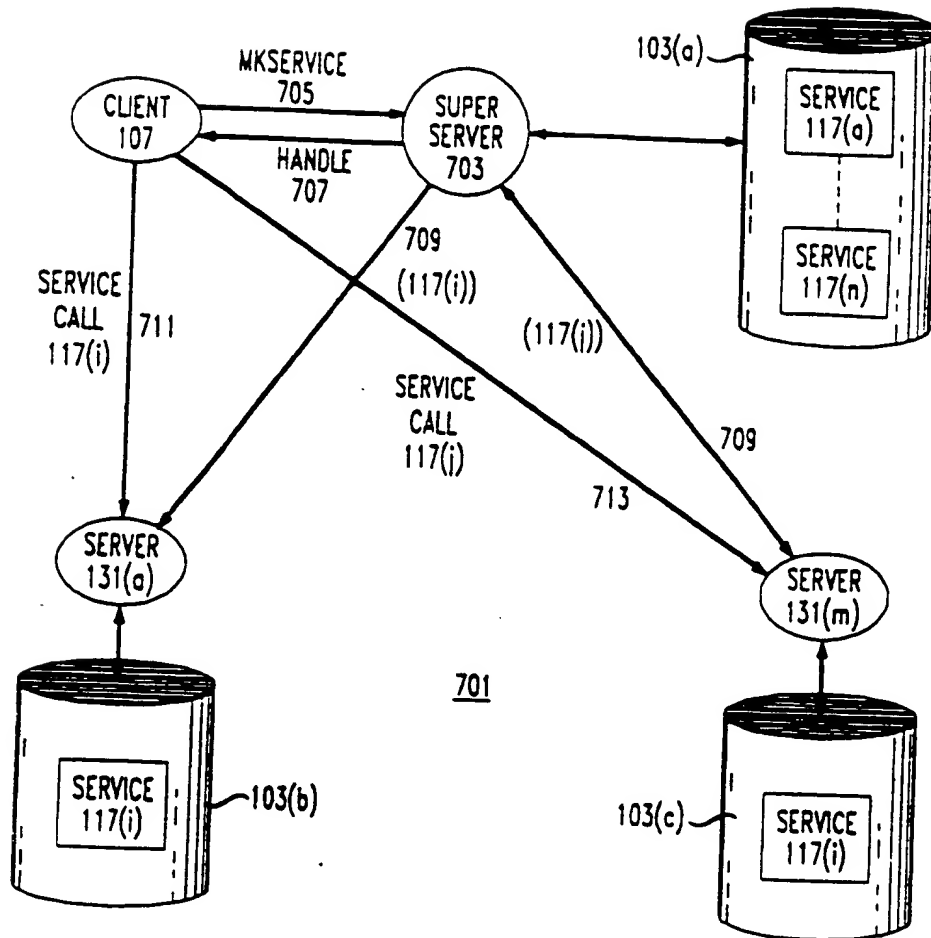 103(a)
MKSERVICE
705
CLIENT
107
SUPER
SERVER
703
SERVICE
117(a)
HANDLE
707
SERVICE
117(n)
709
(117(i))
SERVICE
CALL
117(i)
711
(117(j))
SERVICE
CALL
117(j)
709
713
SERVER
131(a)
SERVER
131(m)
701
SERVICE
117(i)
103(b)
103(c)
SERVICE
117(i)